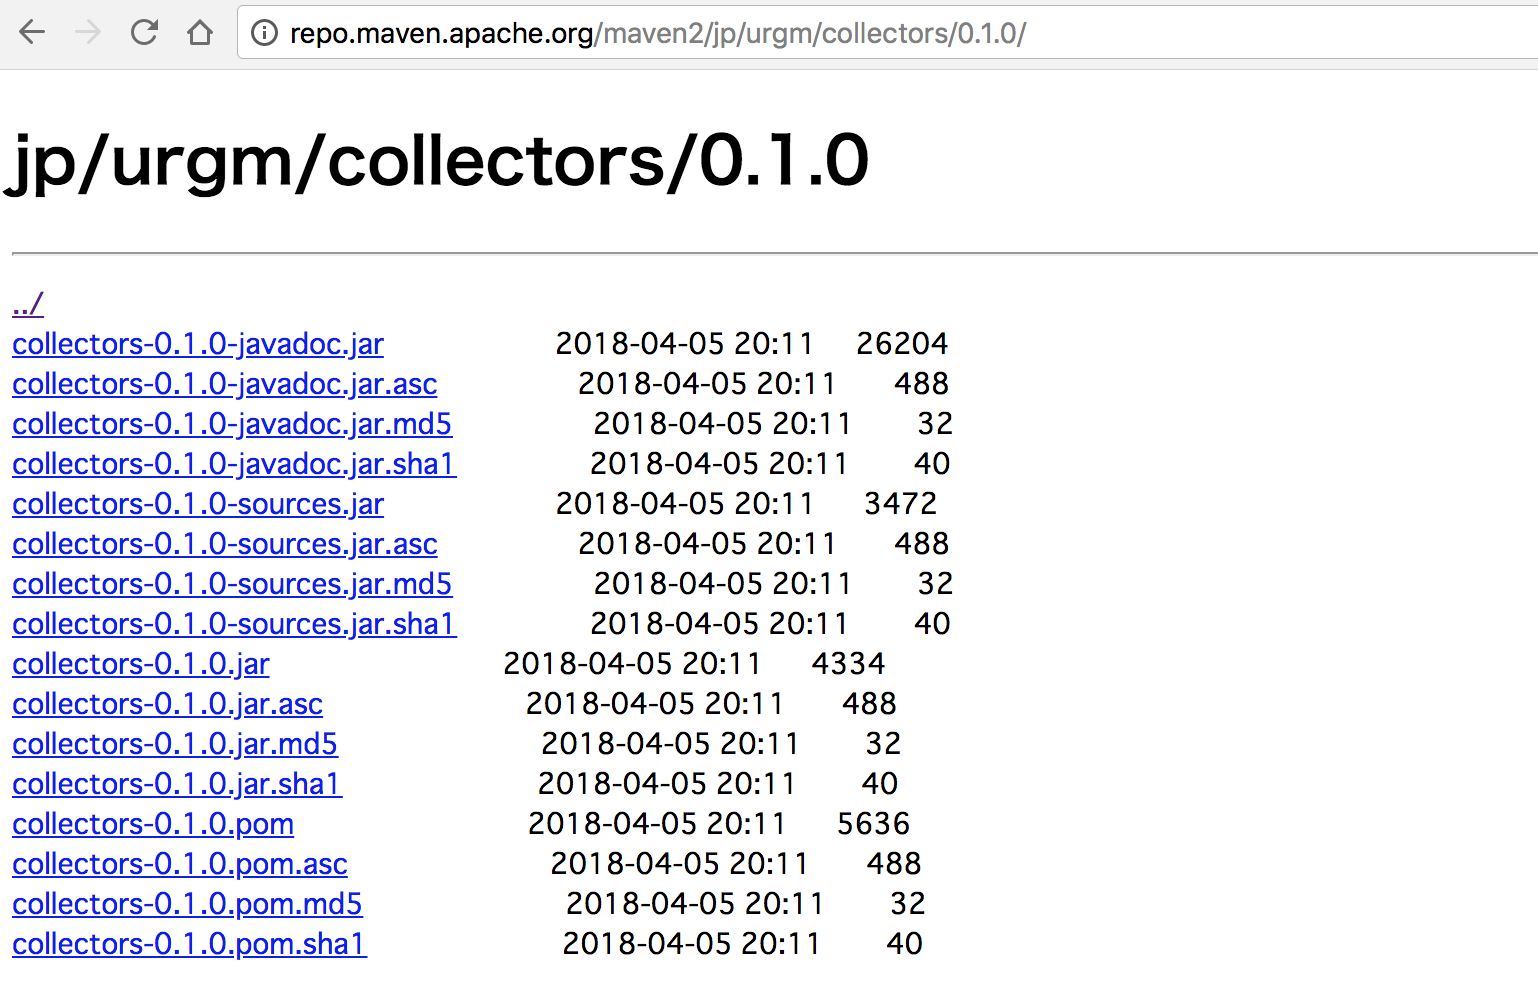 repo.maven.apache.org/maven2/jp/urgm/collectors/0.1.0/
jp/urgm/collectors/0.1.0
../
collectors-0.1.0-javadoc.jar 2018-04-05 20:11 26204
collectors-0.1.0-javadoc.jar.asc 2018-04-05 20:11 488
collectors-0.1.0-javadoc.jar.md5 2018-04-05 20:11 32
collectors-0.1.0-javadoc.jar.sha1 2018-04-05 20:11 40
collectors-0.1.0-sources.jar 2018-04-05 20:11 3472
collectors-0.1.0-sources.jar.asc 2018-04-05 20:11 488
collectors-0.1.0-sources.jar.md5 2018-04-05 20:11 32
collectors-0.1.0-sources.jar.sha1 2018-04-05 20:11 40
collectors-0.1.0.jar 2018-04-05 20:11 4334
collectors-0.1.0.jar.asc 2018-04-05 20:11 488
collectors-0.1.0.jar.md5 2018-04-05 20:11 32
collectors-0.1.0.jar.sha1 2018-04-05 20:11 40
collectors-0.1.0.pom 2018-04-05 20:11 5636
collectors-0.1.0.pom.asc 2018-04-05 20:11 488
collectors-0.1.0.pom.md5 2018-04-05 20:11 32
collectors-0.1.0.pom.sha1 2018-04-05 20:11 40